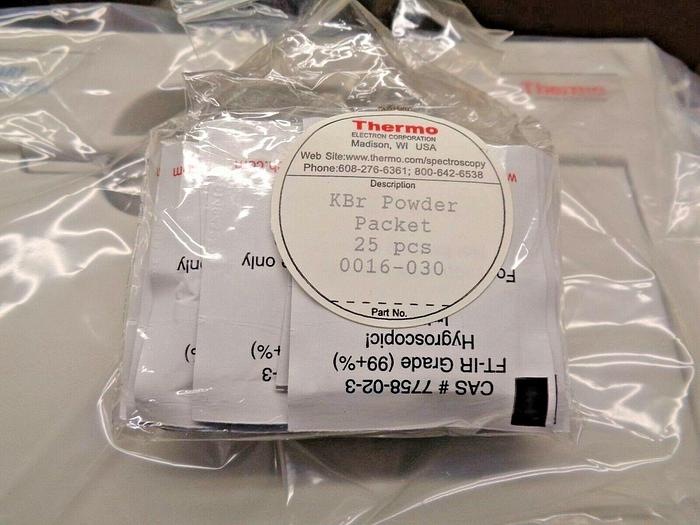 Thermo
ELECTRON CORPORATION
Madison, WI USA
Web Site:www.thermo.com/spectroscopy
Phone:608-276-6361; 800-642-6538
Description
KBr Powder
Packet
25 pcs
0016-030
Part No.
Hygroscopic!
FT-IR Grade (99+%)
CAS # 7758-02-3
only
+%)
Thermo